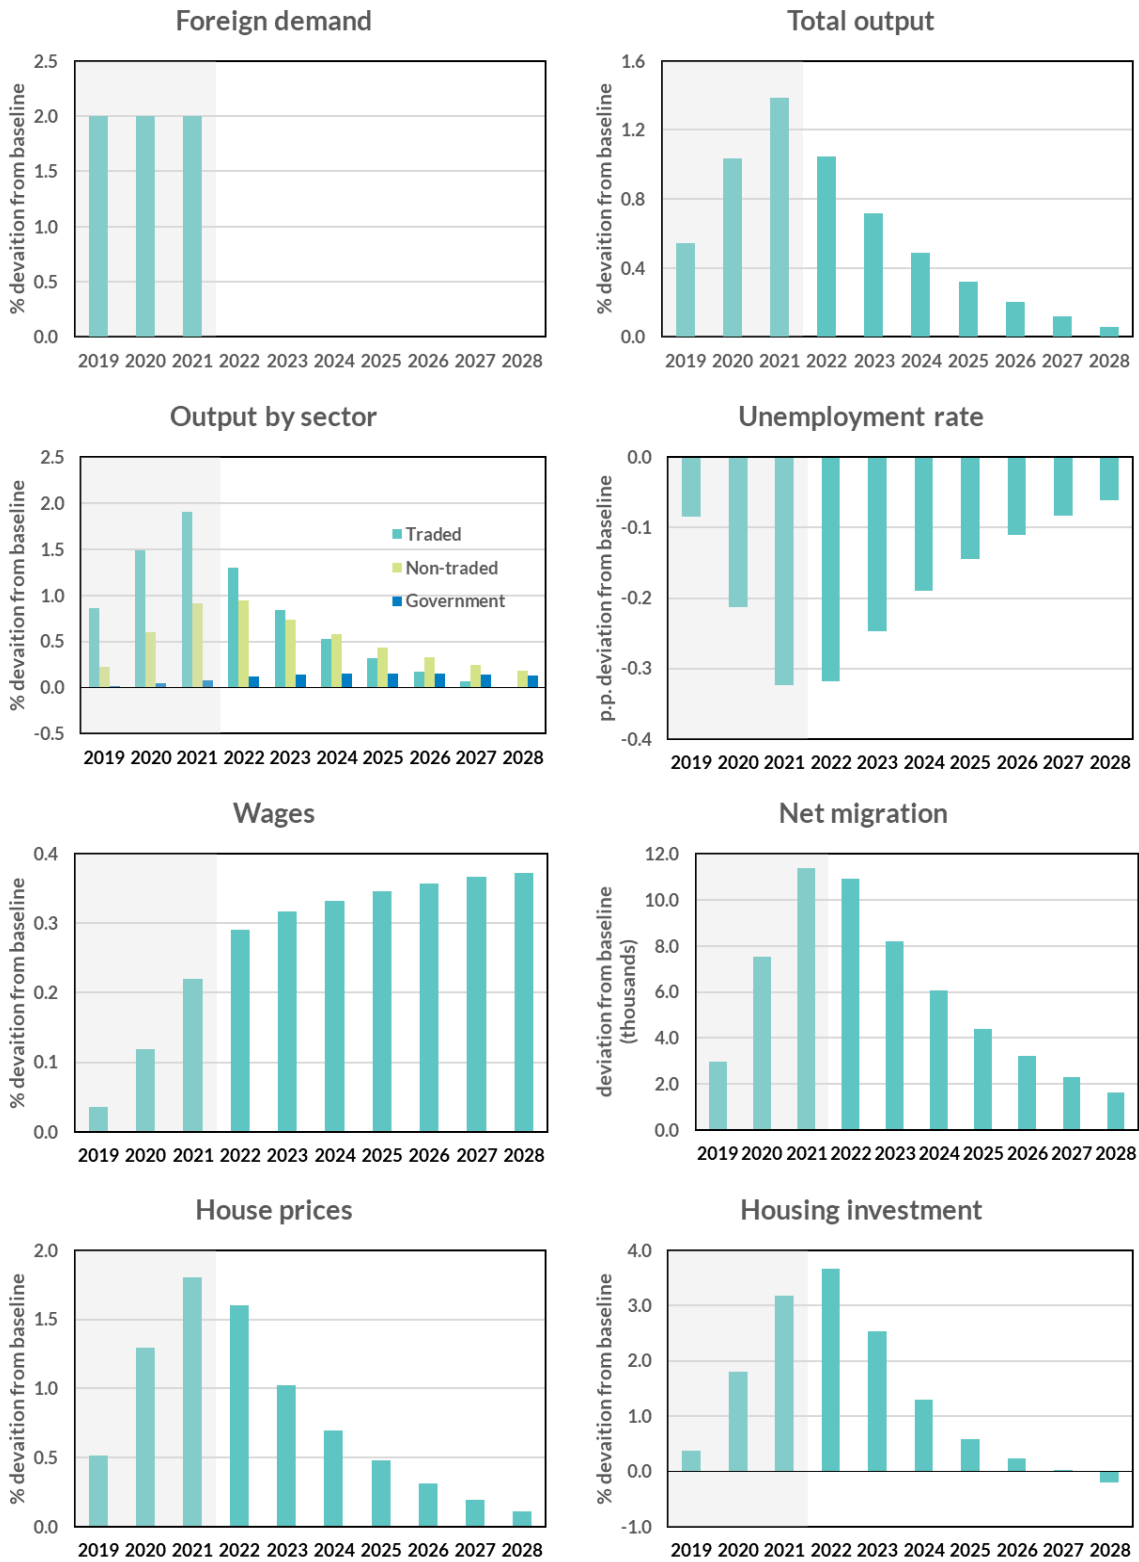 Foreign demand
% devaition from baseline
2.5
2.0
1.5
1.0
0.5
0.0
2019 2020 2021 2022 2023 2024 2025 2026 2027 2028
Total output
% devaition from baseline
1.6
1.2
0.8
0.4
0.0
2019 2020 2021 2022 2023 2024 2025 2026 2027 2028
Output by sector
% devaition from baseline
2.5
2.0
1.5
1.0
0.5
0.0
-0.5
Traded
Non-traded
Government
2019 2020 2021 2022 2023 2024 2025 2026 2027 2028
Unemployment rate
p.p. deviation from baseline
0.0
-0.1
-0.2
-0.3
-0.4
2019 2020 2021 2022 2023 2024 2025 2026 2027 2028
Wages
% devaition from baseline
0.4
0.3
0.2
0.1
0.0
2019 2020 2021 2022 2023 2024 2025 2026 2027 2028
Net migration
deviation from baseline
(thousands)
12.0
10.0
8.0
6.0
4.0
2.0
0.0
2019 2020 2021 2022 2023 2024 2025 2026 2027 2028
House prices
% devaition from baseline
2.0
1.5
1.0
0.5
0.0
2019 2020 2021 2022 2023 2024 2025 2026 2027 2028
Housing investment
% devaition from baseline
4.0
3.0
2.0
1.0
0.0
-1.0
2019 2020 2021 2022 2023 2024 2025 2026 2027 2028